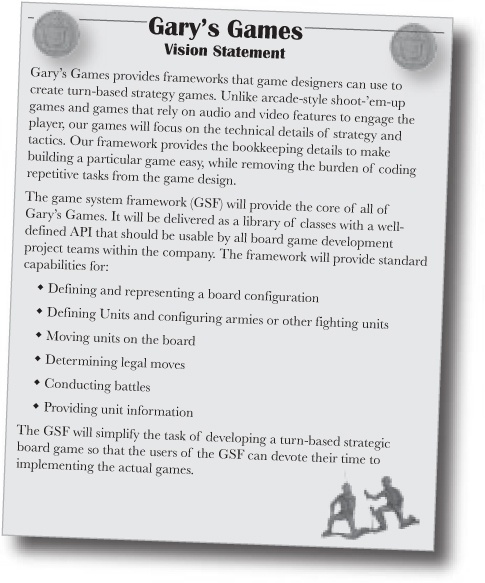 Gary's Games
Vision Statement
Gary's Games provides frameworks that game designers can use to
create turn-based strategy games. Unlike arcade-style shoot-'em-up
games and games that rely on audio and video features to engage the
player, our games will focus on the technical details of strategy and
tactics. Our framework provides the bookkeeping details to make
building a particular game easy, while removing the burden of coding
repetitive tasks from the game design.
The game system framework (GSF) will provide the core of all of
Gary's Games. It will be delivered as a library of classes with a well-
defined API that should be usable by all board game development
project teams within the company. The framework will provide standard
capabilities for:
◆ Defining and representing a board configuration
◆ Defining Units and configuring armies or other fighting units
◆ Moving units on the board
◆ Determining legal moves
◆ Conducting battles
◆ Providing unit information
The GSF will simplify the task of developing a turn-based strategic
board game so that the users of the GSF can devote their time to
implementing the actual games.